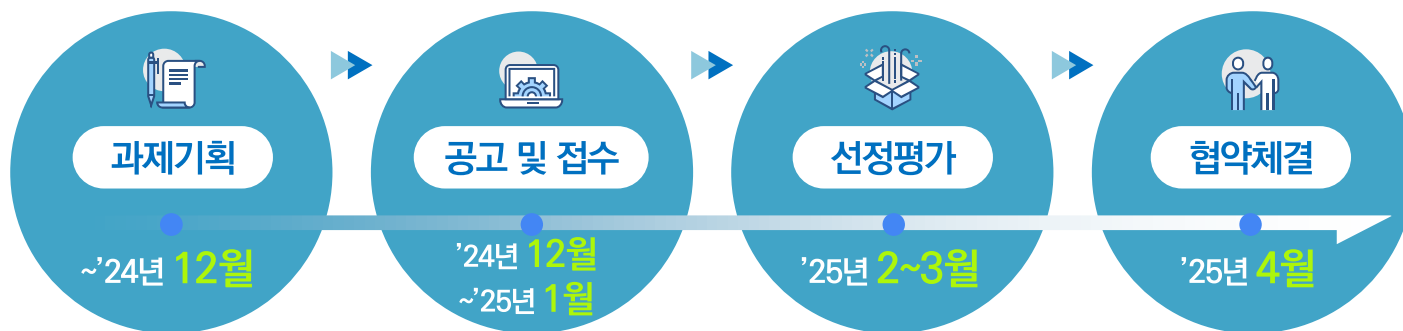 과제기획
~’24년 12월
공고 및 접수
’24년 12월
~’25년 1월
선정평가
’25년 2~3월
협약체결
’25년 4월